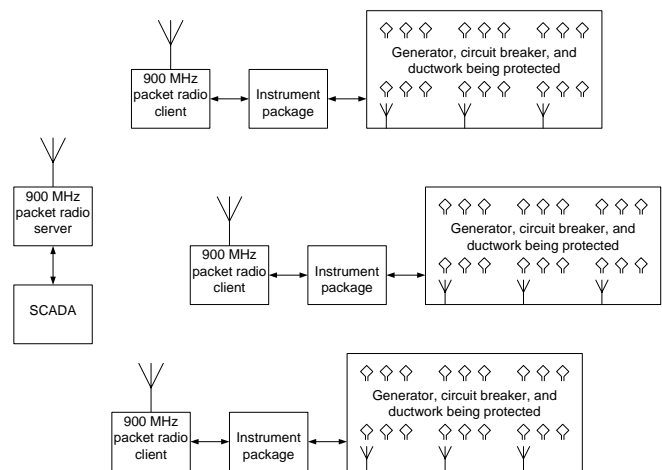 Generator, circuit breaker, and
ductwork being protected
900 MHz
packet radio
client
Instrument
package
900 MHz
packet radio
server
SCADA
Generator, circuit breaker, and
ductwork being protected
900 MHz
packet radio
client
Instrument
package
Generator, circuit breaker, and
ductwork being protected
900 MHz
packet radio
client
Instrument
package